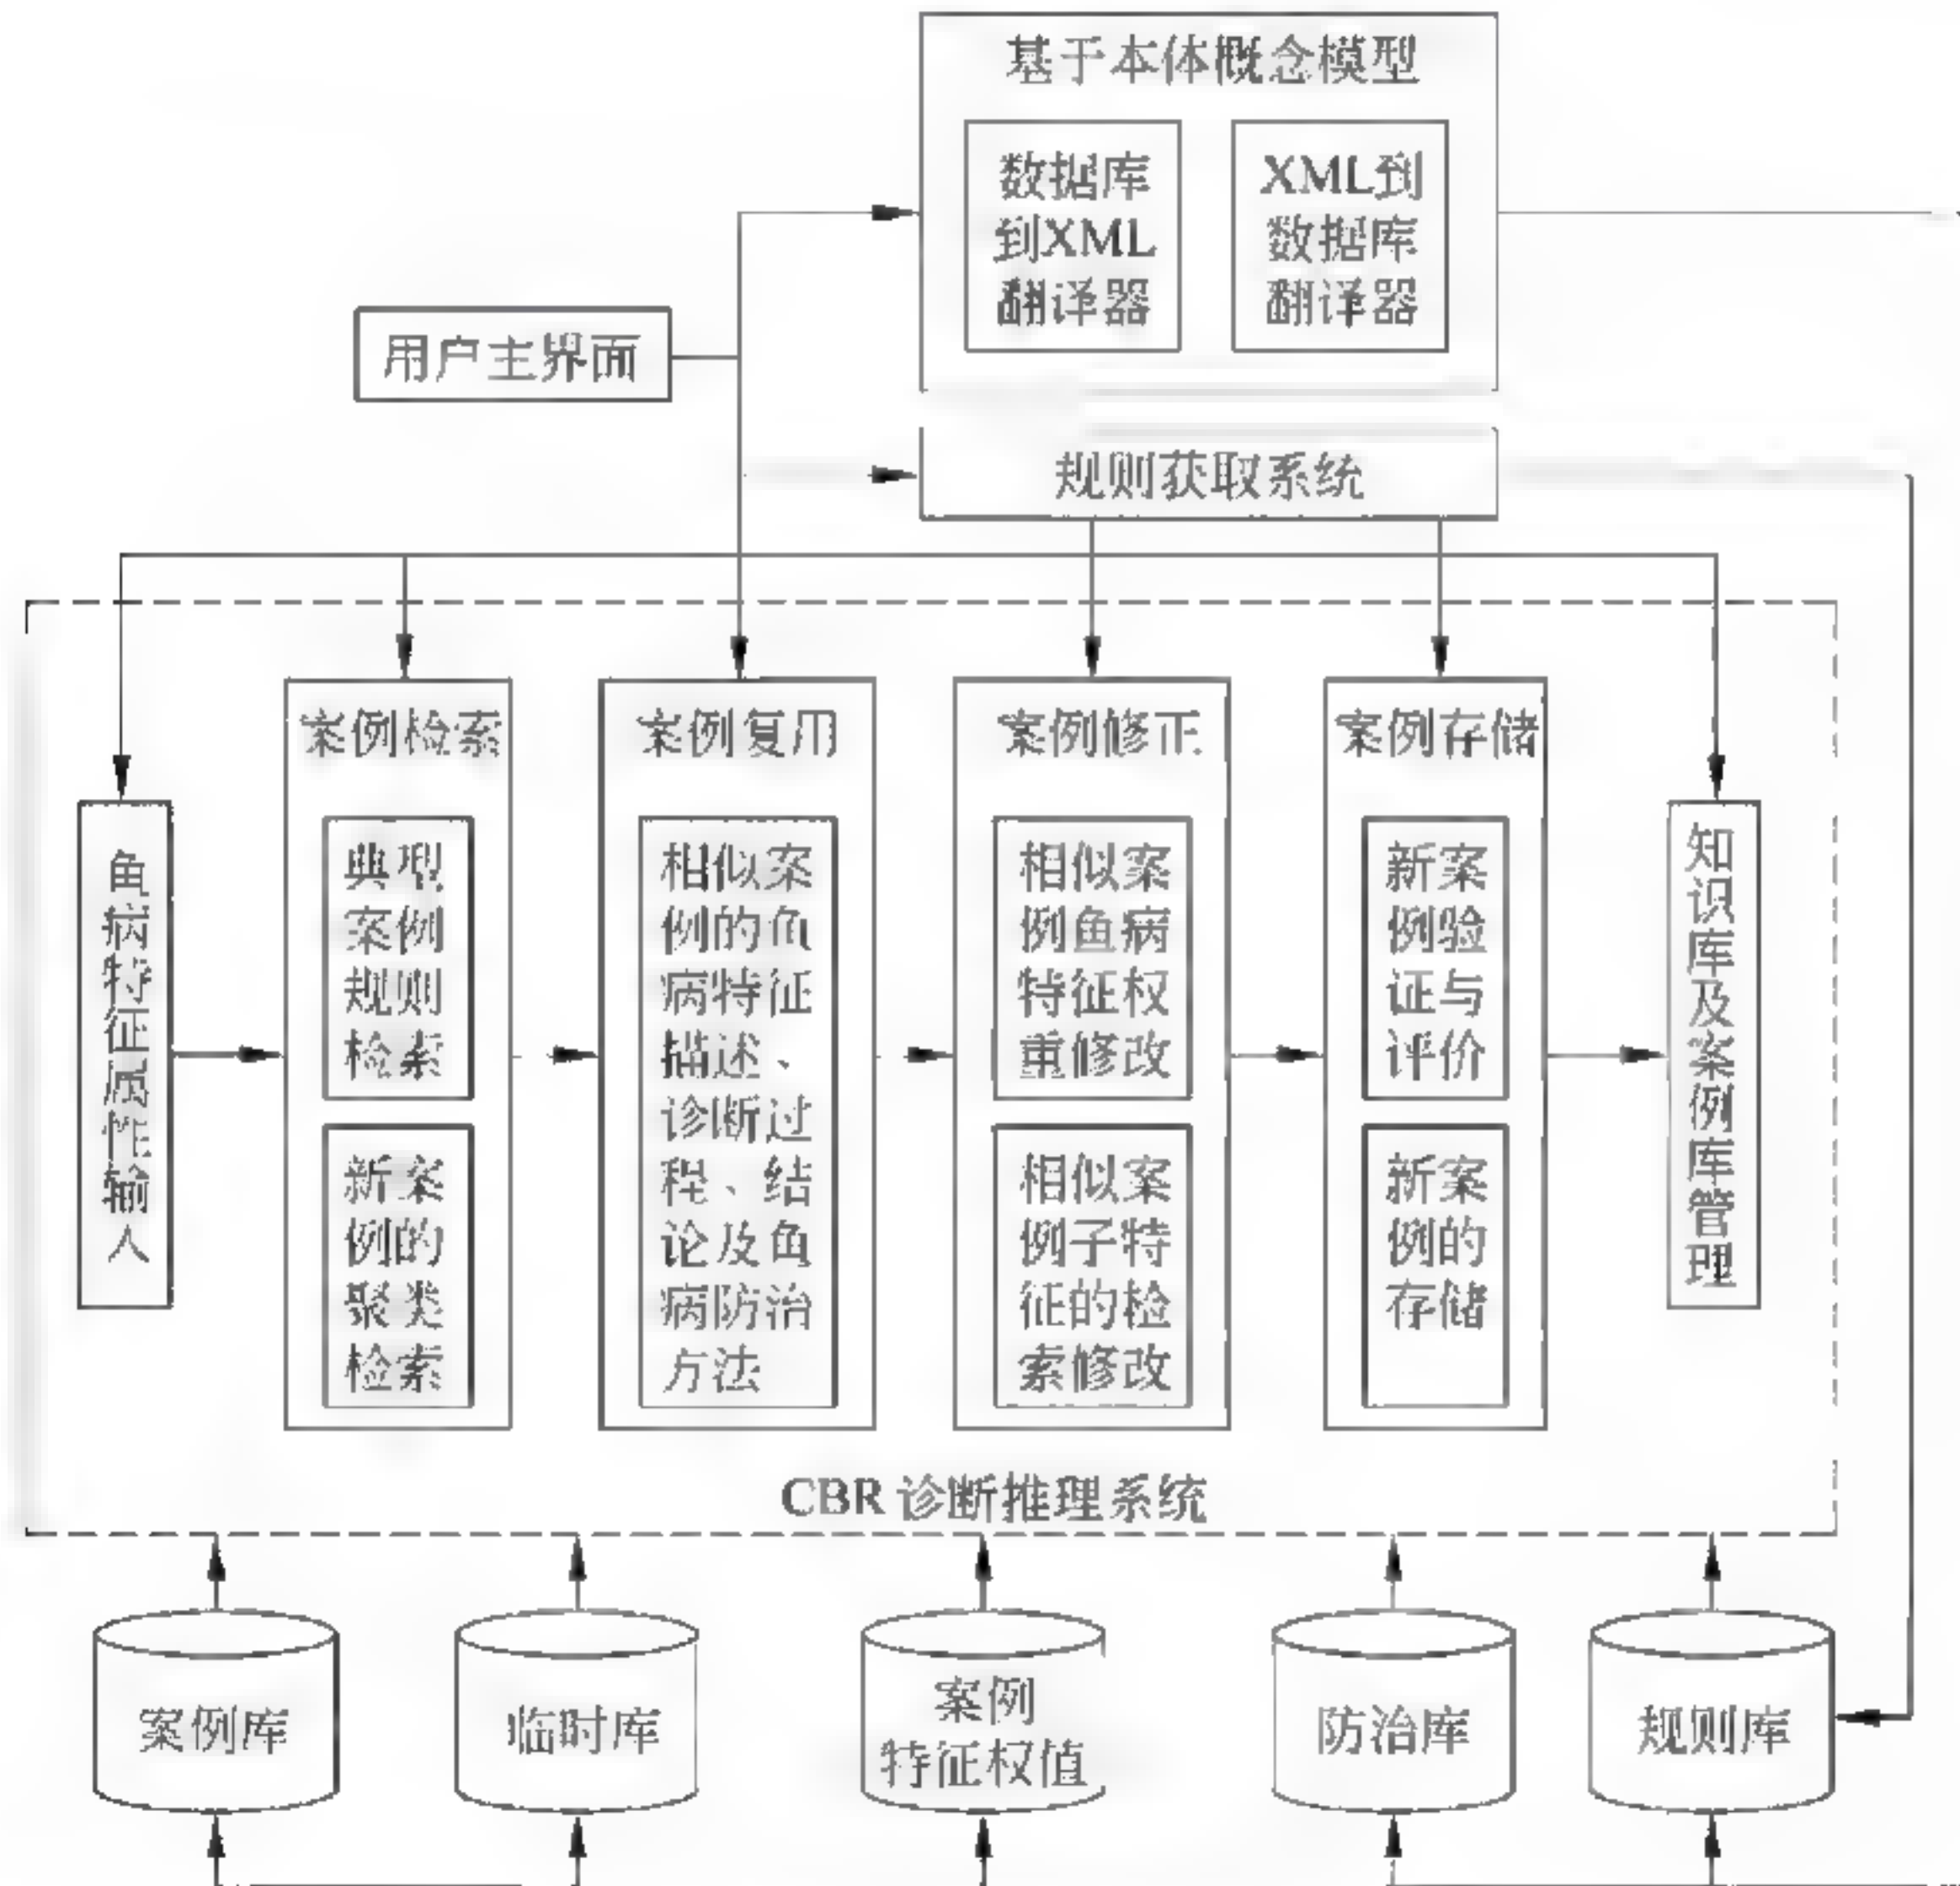 基于本体概念模型
数据库
到XML
翻译器
XML到
数据库
翻译器
用户主界面
规则获取系统
案例检索
案例复用
案例修正
案例存储
鱼病特征属性输入
典型
案例
规则
检索
新案
例的
聚类
检索
相似案
例的鱼
病特征
描述、
诊断过
程、结
论及鱼
病防治
方法
相似案
例鱼病
特征权
重修改
相似案
例子特
征的检
索修改
新案
例验
证与
评价
新案
例的
存储
知识库及案例库管理
CBR 诊断推理系统
案例库
临时库
案例
特征权值
防治库
规则库